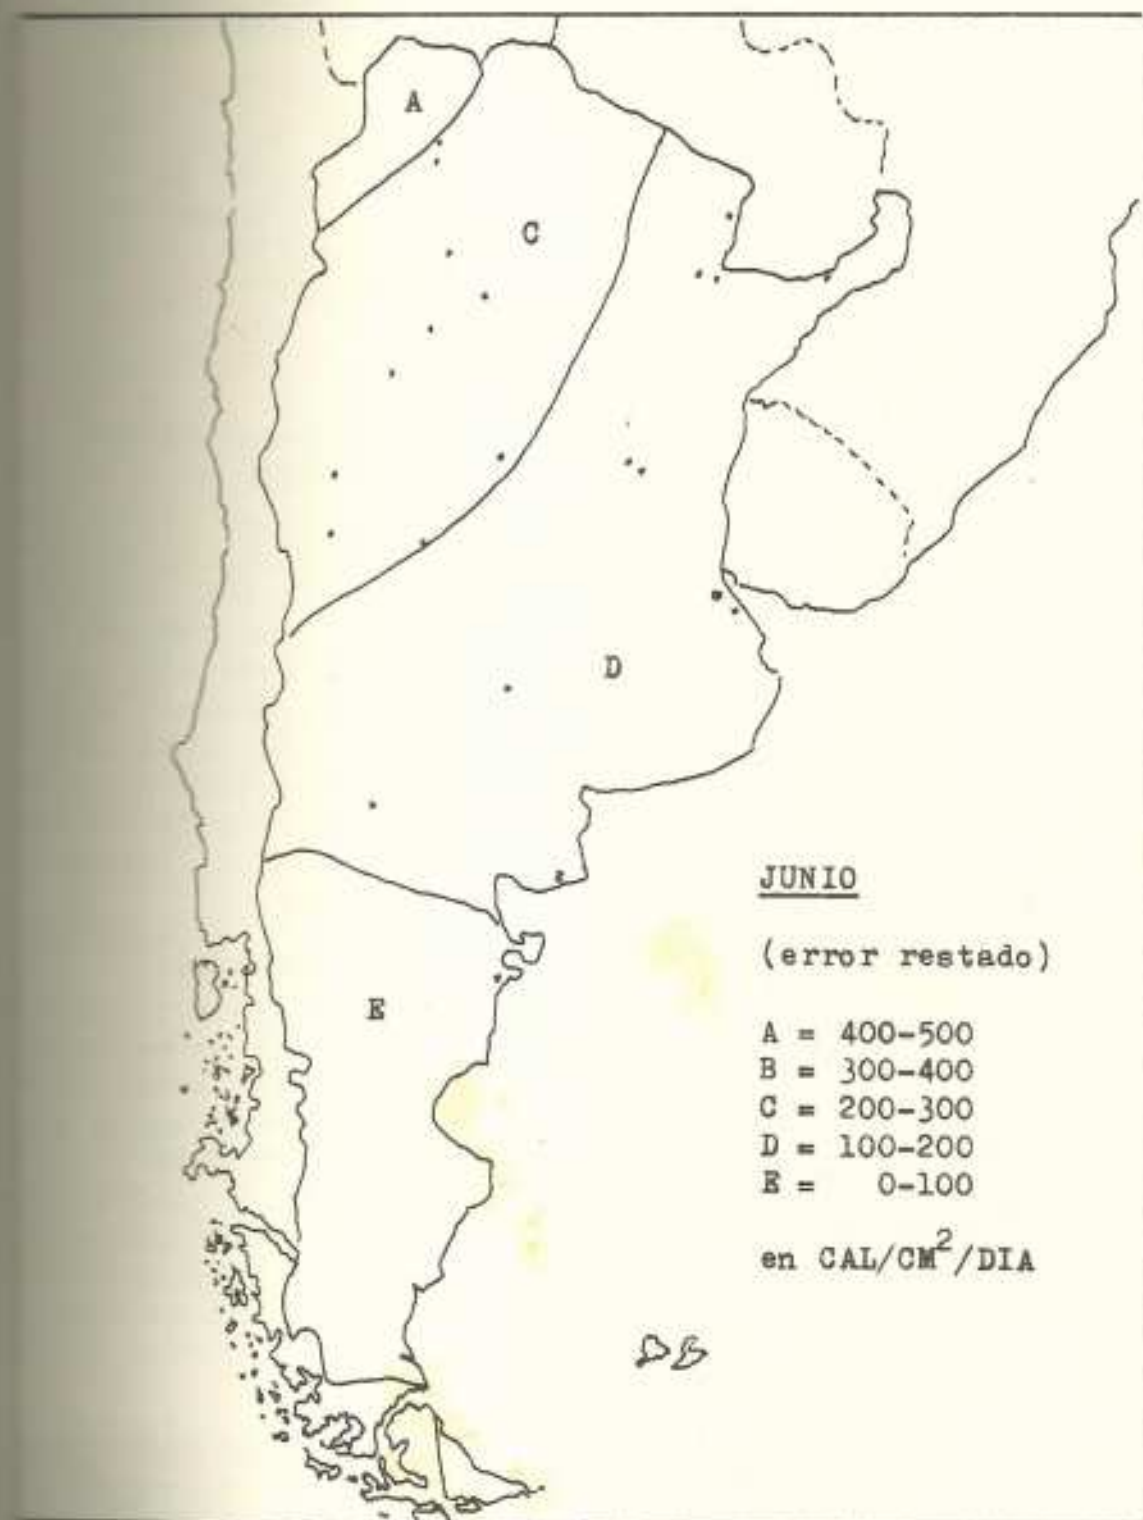 A
C
D
E
JUNIO
(error restado)
A = 400-500
B = 300-400
C = 200-300
D = 100-200
E = 0-100
en CAL/CM²/DIA